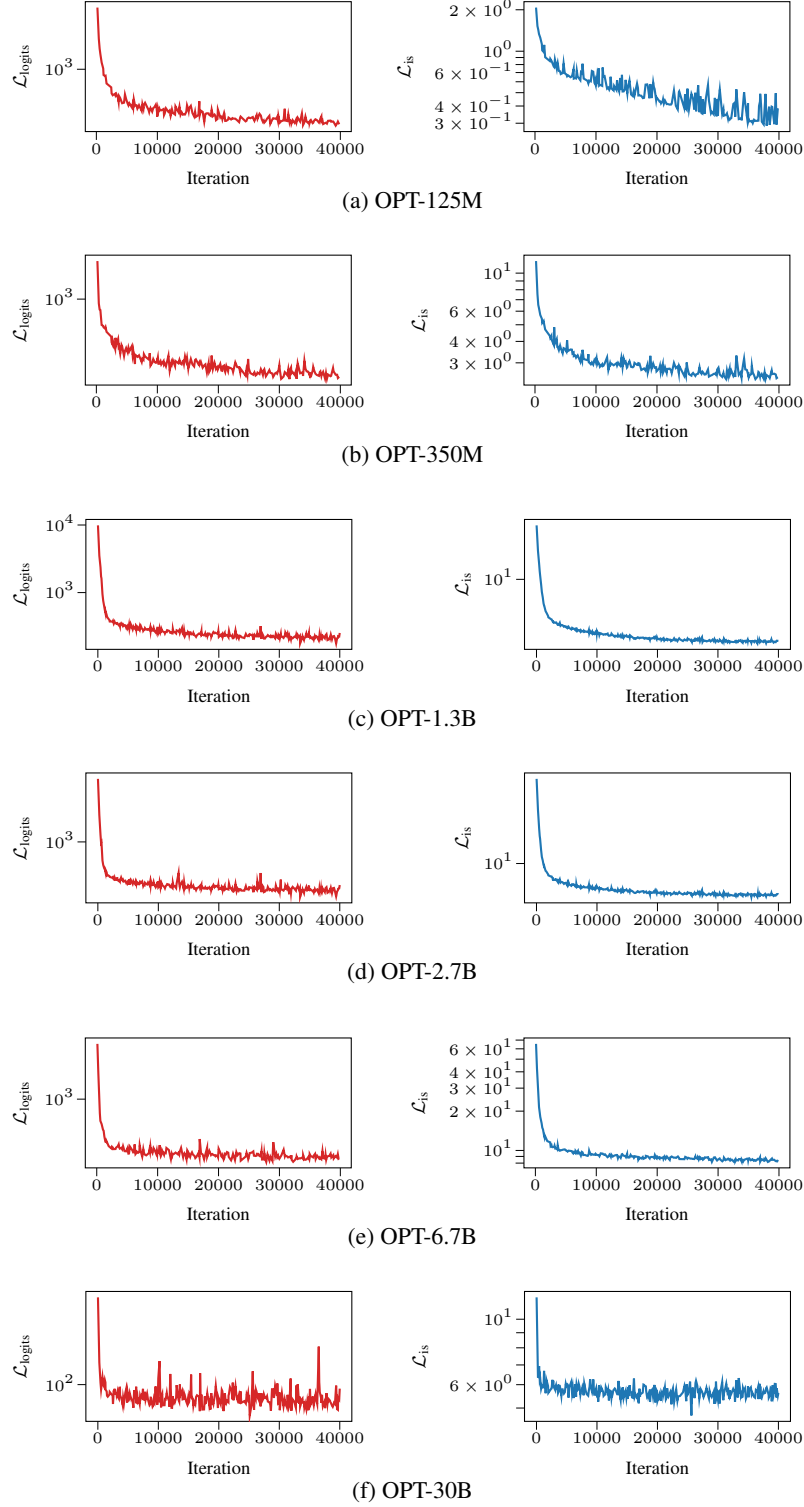 10³
ℒlogits
0 10000 20000 30000 40000
Iteration
2 × 10⁰
10⁰
6 × 10⁻¹
4 × 10⁻¹
3 × 10⁻¹
ℒis
0 10000 20000 30000 40000
Iteration
(a) OPT-125M
10³
ℒlogits
0 10000 20000 30000 40000
Iteration
10¹
6 × 10⁰
4 × 10⁰
3 × 10⁰
ℒis
0 10000 20000 30000 40000
Iteration
(b) OPT-350M
10⁴
10³
ℒlogits
0 10000 20000 30000 40000
Iteration
10¹
ℒis
0 10000 20000 30000 40000
Iteration
(c) OPT-1.3B
10³
ℒlogits
0 10000 20000 30000 40000
Iteration
10¹
ℒis
0 10000 20000 30000 40000
Iteration
(d) OPT-2.7B
10³
ℒlogits
0 10000 20000 30000 40000
Iteration
6 × 10¹
4 × 10¹
3 × 10¹
2 × 10¹
10¹
ℒis
0 10000 20000 30000 40000
Iteration
(e) OPT-6.7B
10²
ℒlogits
0 10000 20000 30000 40000
Iteration
10¹
6 × 10⁰
ℒis
0 10000 20000 30000 40000
Iteration
(f) OPT-30B